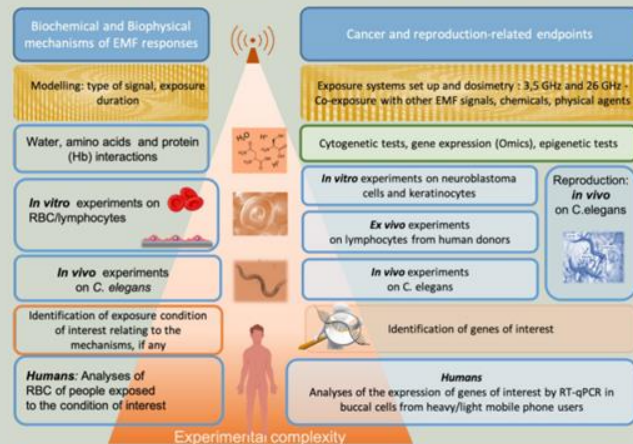 Biochemical and Biophysical
mechanisms of EMF responses
Cancer and reproduction-related endpoints
Modelling: type of signal, exposure
duration
Exposure systems set up and dosimetry : 3,5 GHz and 26 GHz -
Co-exposure with other EMF signals, chemicals, physical agents
Water, amino acids and protein
(Hb) interactions
H₂O
H⁺
Cytogenetic tests, gene expression (Omics), epigenetic tests
In vitro experiments on
RBC/lymphocytes
In vitro experiments on neuroblastoma
cells and keratinocytes
Ex vivo experiments
on lymphocytes from human donors
Reproduction:
in vivo
on C.elegans
In vivo experiments
on C. elegans
In vivo experiments
on C. elegans
Identification of exposure condition
of interest relating to the
mechanisms, if any
Identification of genes of interest
Humans: Analyses of
RBC of people exposed
to the condition of interest
Humans
Analyses of the expression of genes of interest by RT-qPCR in
buccal cells from heavy/light mobile phone users
Experimental complexity